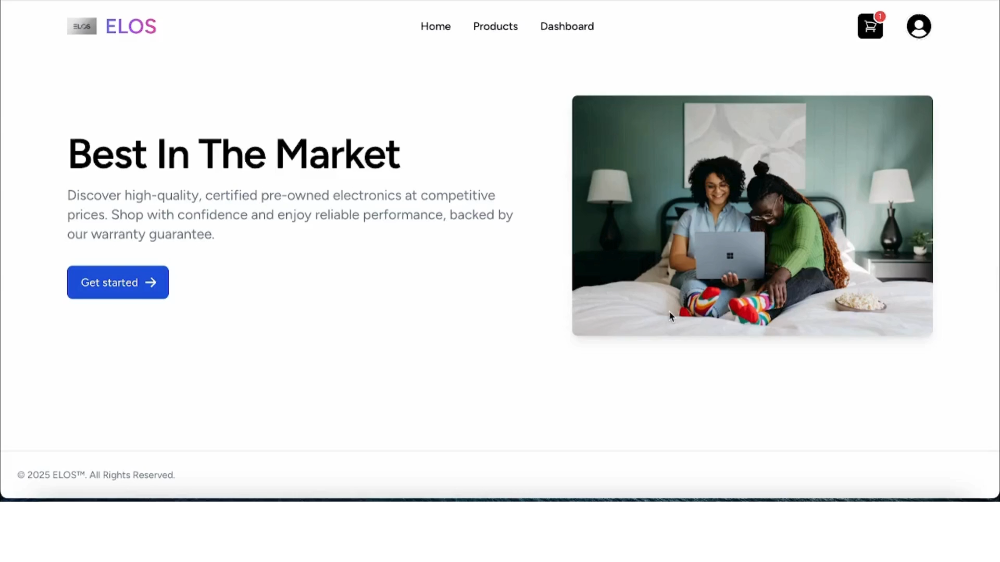 ELOS ELOS
Home Products Dashboard
1
Best In The Market
Discover high-quality, certified pre-owned electronics at competitive
prices. Shop with confidence and enjoy reliable performance, backed by
our warranty guarantee.
Get started →
© 2025 ELOS™. All Rights Reserved.